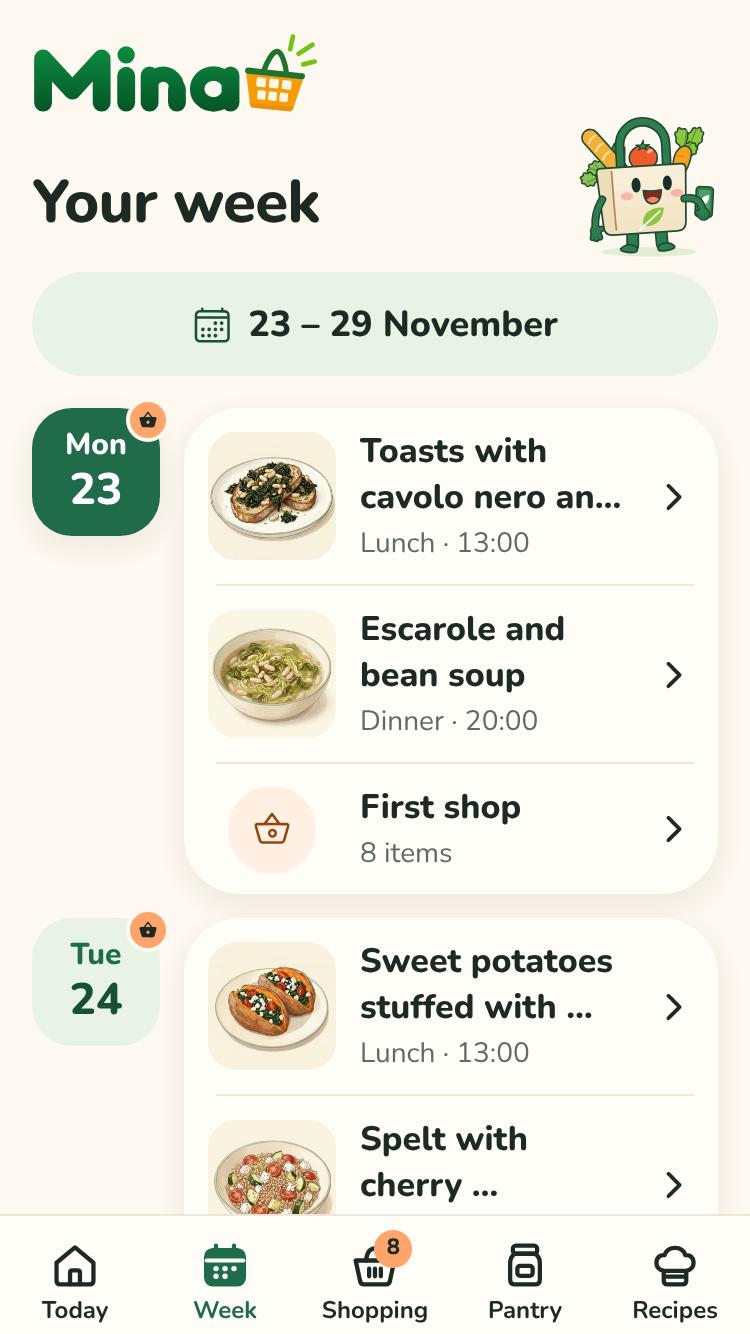 Mina
Your week
23 – 29 November
Mon
23
Toasts with
cavolo nero an...
Lunch · 13:00
Escarole and
bean soup
Dinner · 20:00
First shop
8 items
Tue
24
Sweet potatoes
stuffed with ...
Lunch · 13:00
Spelt with
cherry ...
8
Today
Week
Shopping
Pantry
Recipes